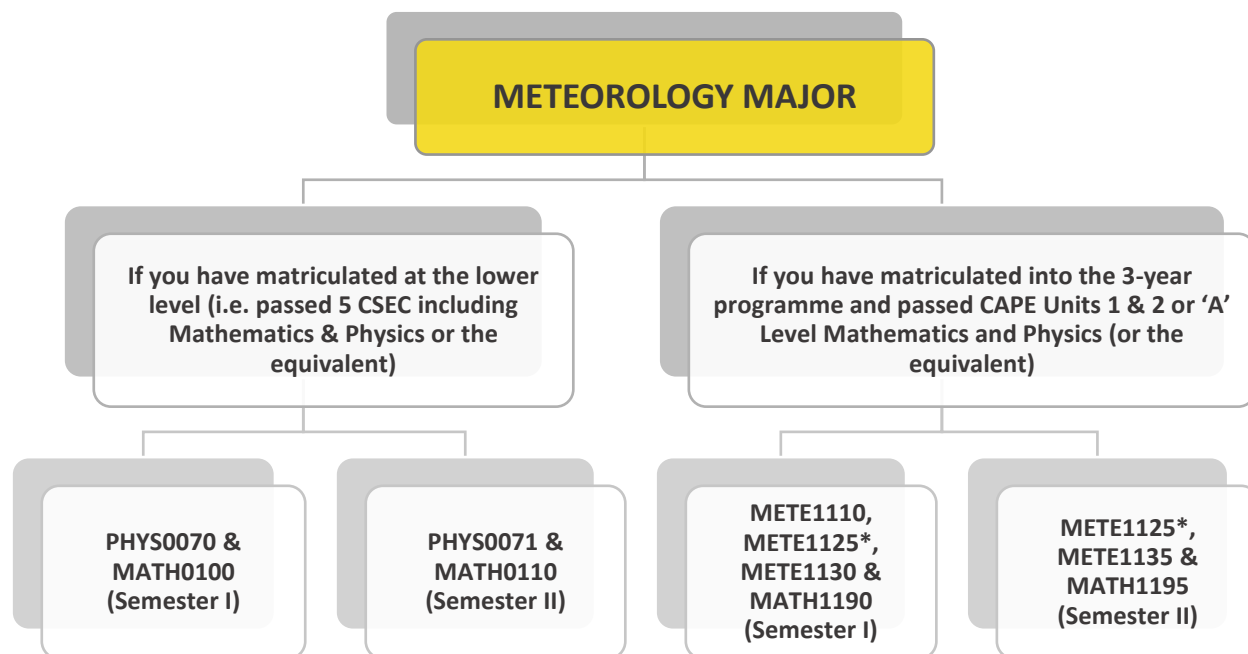 METEOROLOGY MAJOR
If you have matriculated at the lower
level (i.e. passed 5 CSEC including
Mathematics & Physics or the
equivalent)
If you have matriculated into the 3-year
programme and passed CAPE Units 1 & 2 or ‘A’
Level Mathematics and Physics (or the
equivalent)
PHYS0070 &
MATH0100
(Semester I)
PHYS0071 &
MATH0110
(Semester II)
METE1110,
METE1125*,
METE1130 &
MATH1190
(Semester I)
METE1125*,
METE1135 &
MATH1195
(Semester II)